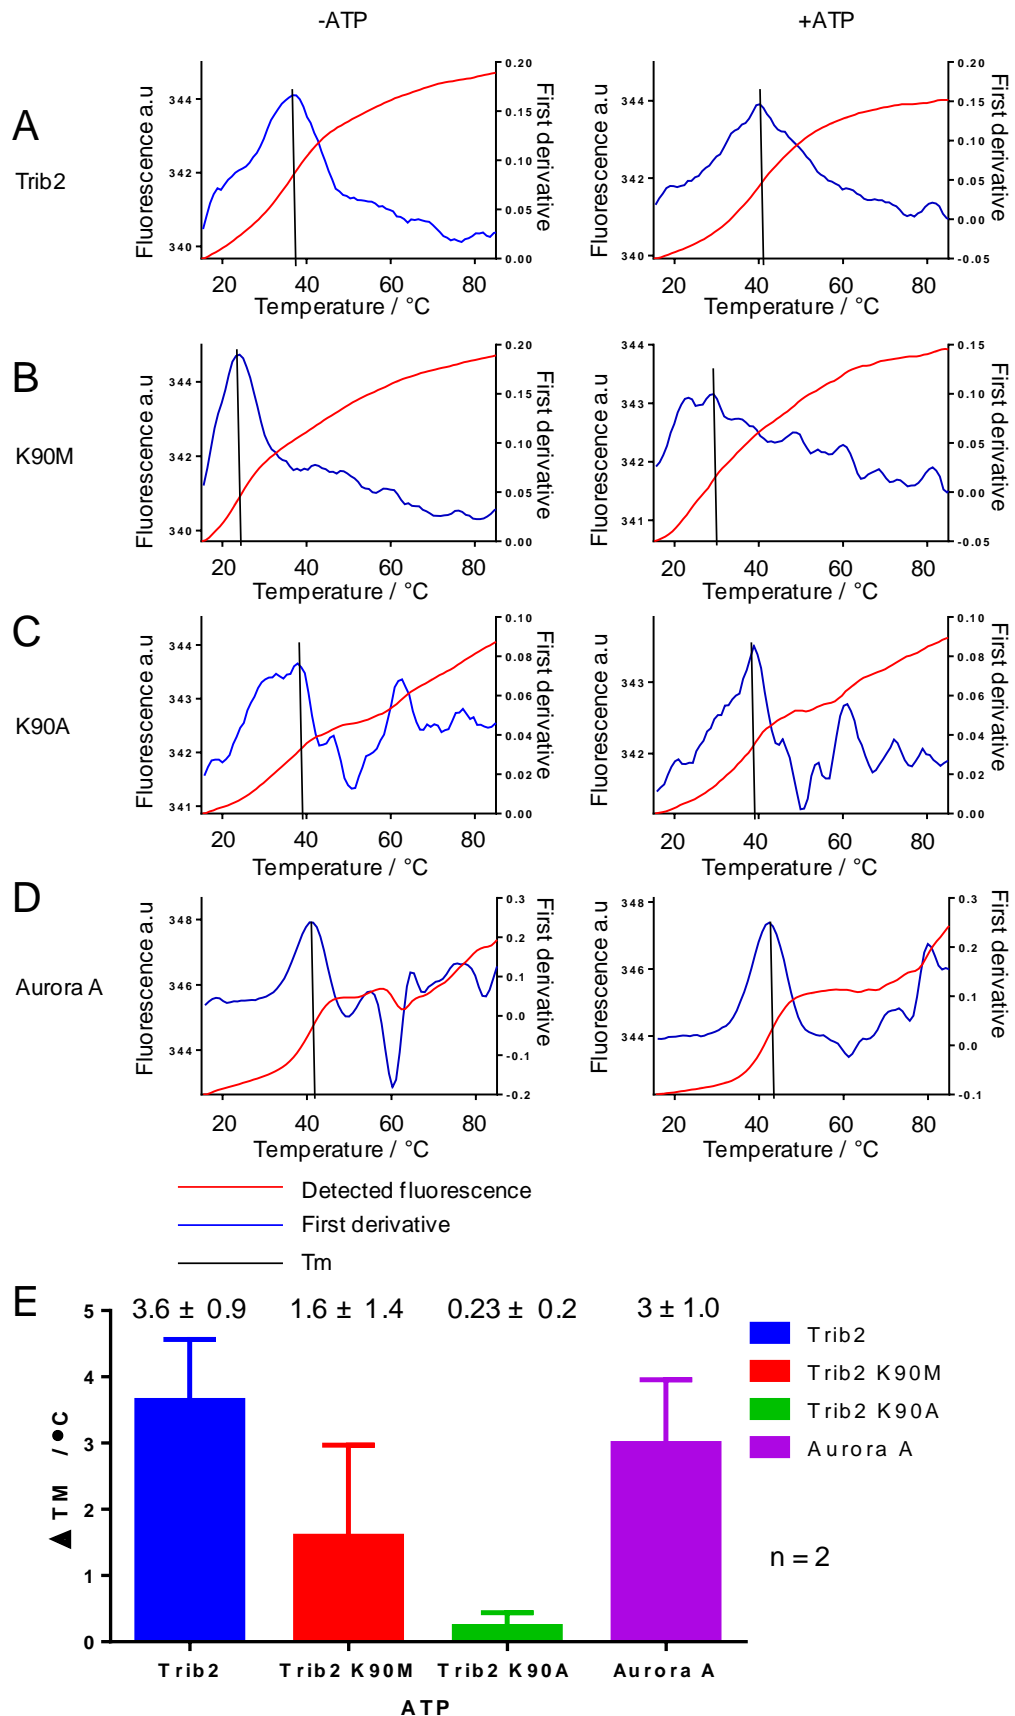 -ATP +ATP
A
Trib2
Fluorescence a.u
344
342
340
0.20
0.15
0.10
0.05
0.00
First derivative
20 40 60 80
Temperature / °C
Fluorescence a.u
344
342
340
0.20
0.15
0.10
0.05
0.00
-0.05
First derivative
20 40 60 80
Temperature / °C
B
K90M
Fluorescence a.u
344
342
340
0.20
0.15
0.10
0.05
0.00
First derivative
20 40 60 80
Temperature / °C
Fluorescence a.u
344
343
342
341
0.15
0.10
0.05
0.00
-0.05
First derivative
20 40 60 80
Temperature / °C
C
K90A
Fluorescence a.u
344
343
342
341
0.10
0.08
0.06
0.04
0.02
0.00
First derivative
20 40 60 80
Temperature / °C
Fluorescence a.u
343
342
0.10
0.08
0.06
0.04
0.02
0.00
First derivative
20 40 60 80
Temperature / °C
D
Aurora A
Fluorescence a.u
348
346
344
0.3
0.2
0.1
0.0
-0.1
-0.2
First derivative
20 40 60 80
Temperature / °C
Fluorescence a.u
348
346
344
0.3
0.2
0.1
0.0
-0.1
First derivative
20 40 60 80
Temperature / °C
Detected fluorescence
First derivative
Tm
E
3.6 ± 0.9 1.6 ± 1.4 0.23 ± 0.2 3 ± 1.0
5
4
3
2
1
0
▲ TM / •C
Trib2
Trib2 K90M
Trib2 K90A
Aurora A
n = 2
Trib2 Trib2 K90M Trib2 K90A Aurora A
ATP